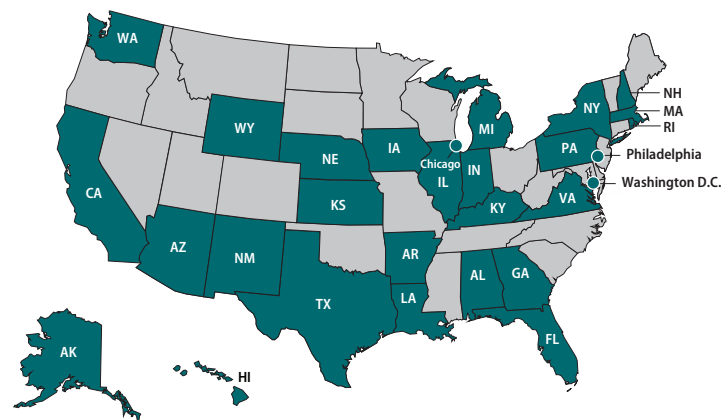 WA
NH
WY
NY
MA
MI
RI
NE
IA
PA
Philadelphia
Chicago
IL
IN
Washington D.C.
CA
KS
KY
VA
AZ
NM
AR
AL
GA
TX
LA
FL
AK
HI